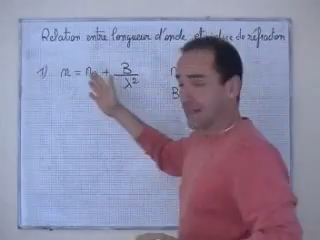 Relation entre longueur d'onde et indice de réfraction
1) n = n₀ + B/λ² n
B